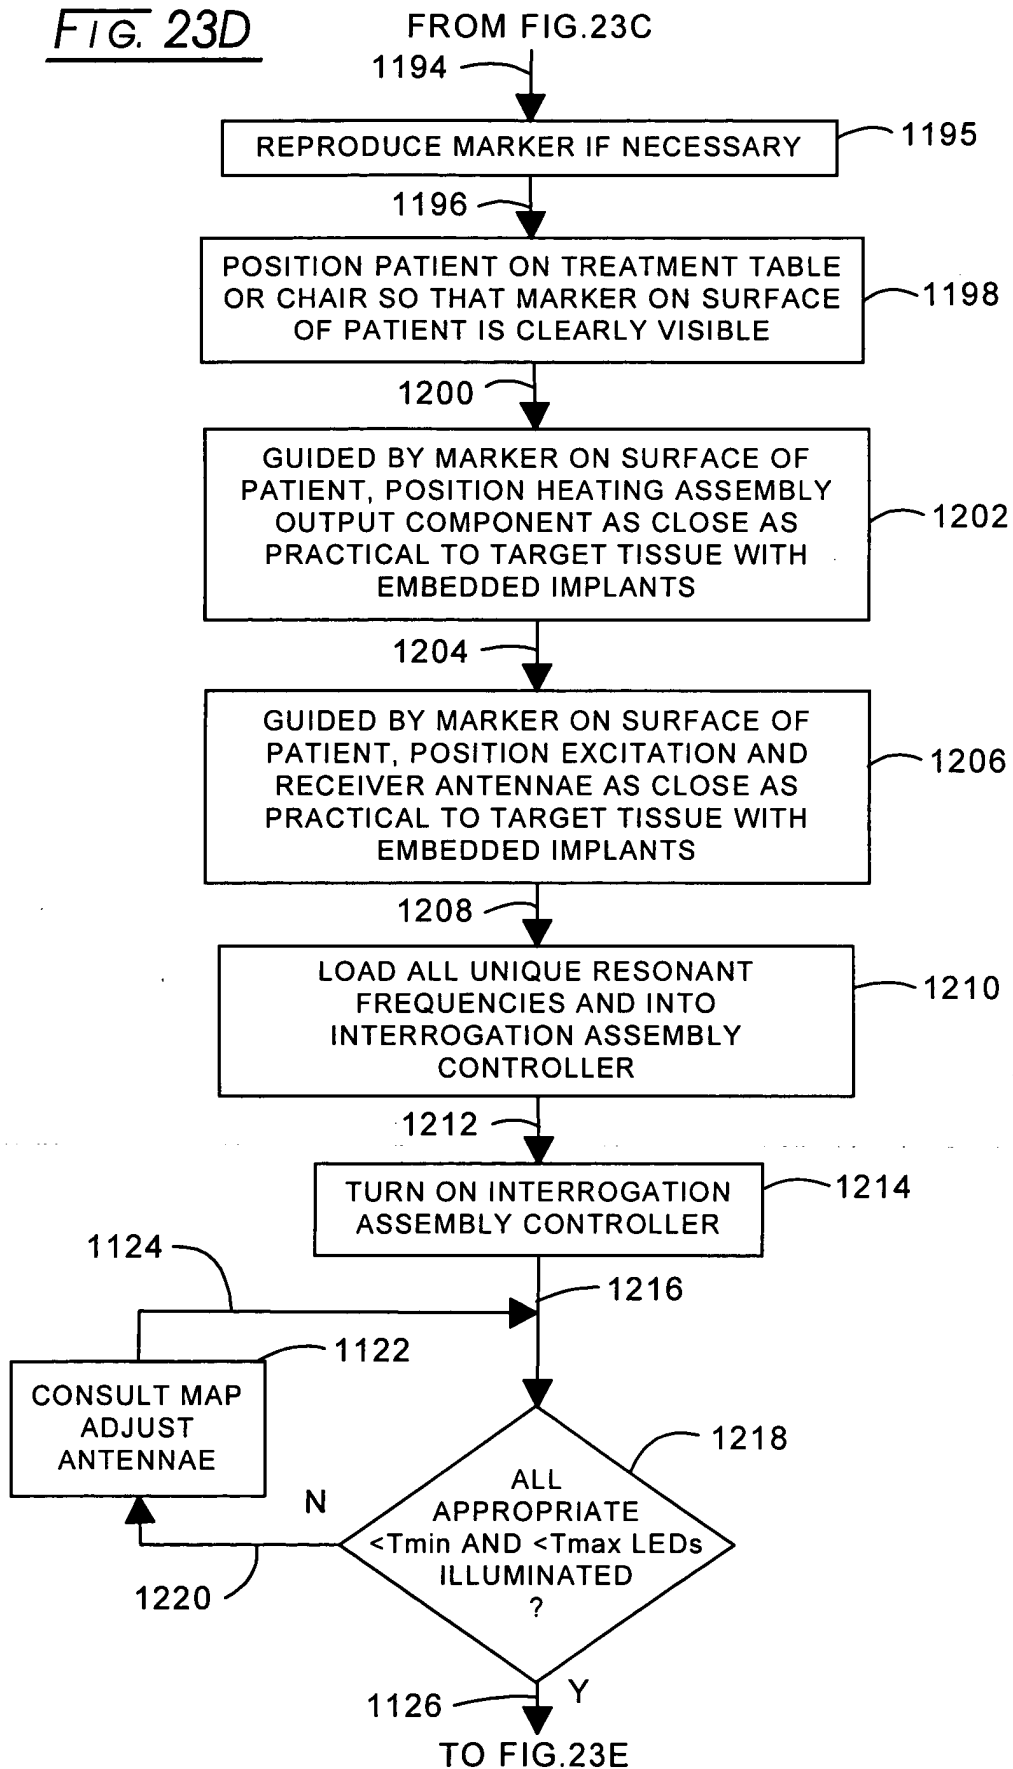 FIG. 23D
FROM FIG.23C
1194
REPRODUCE MARKER IF NECESSARY
1195
1196
POSITION PATIENT ON TREATMENT TABLE
OR CHAIR SO THAT MARKER ON SURFACE
OF PATIENT IS CLEARLY VISIBLE
1198
1200
GUIDED BY MARKER ON SURFACE OF
PATIENT, POSITION HEATING ASSEMBLY
OUTPUT COMPONENT AS CLOSE AS
PRACTICAL TO TARGET TISSUE WITH
EMBEDDED IMPLANTS
1202
1204
GUIDED BY MARKER ON SURFACE OF
PATIENT, POSITION EXCITATION AND
RECEIVER ANTENNAE AS CLOSE AS
PRACTICAL TO TARGET TISSUE WITH
EMBEDDED IMPLANTS
1206
1208
LOAD ALL UNIQUE RESONANT
FREQUENCIES AND INTO
INTERROGATION ASSEMBLY
CONTROLLER
1210
1212
TURN ON INTERROGATION
ASSEMBLY CONTROLLER
1214
1124
1216
1122
CONSULT MAP
ADJUST
ANTENNAE
1218
ALL
APPROPRIATE
<Tmin AND <Tmax LEDs
ILLUMINATED
?
N
1220
Y
1126
TO FIG.23E